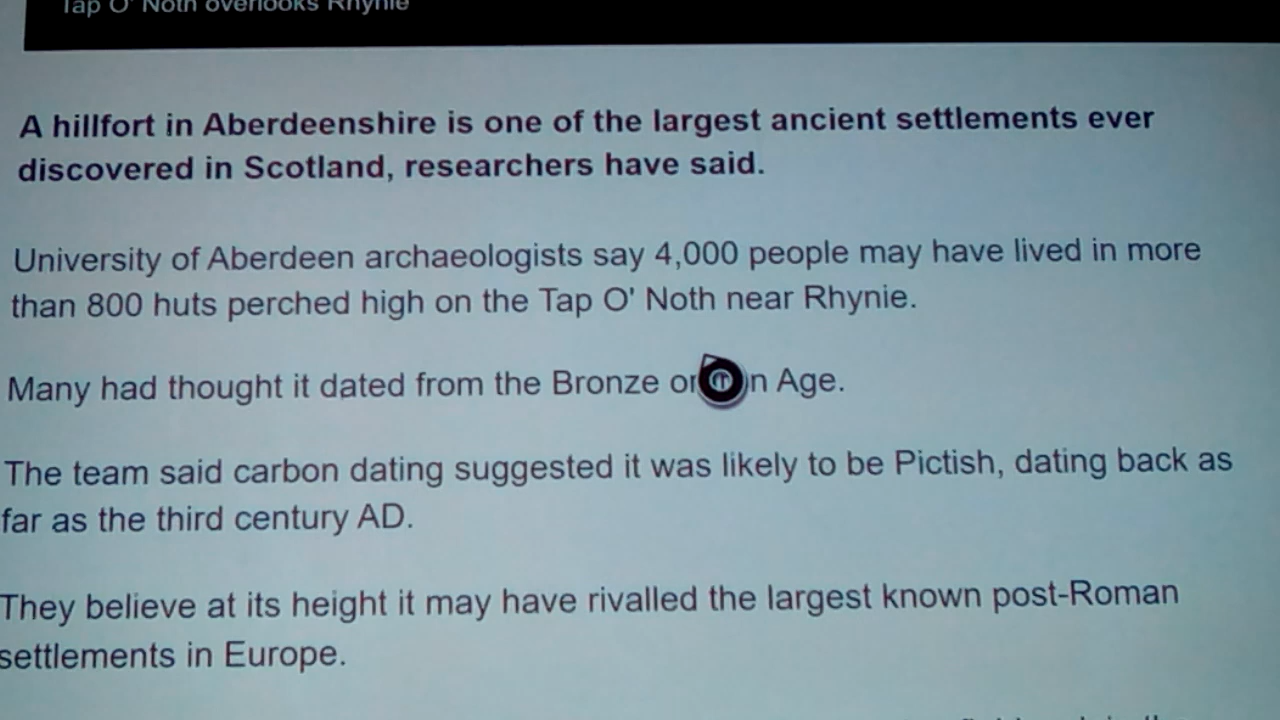 Tap O' Noth overlooks Rhynie
A hillfort in Aberdeenshire is one of the largest ancient settlements ever
discovered in Scotland, researchers have said.
University of Aberdeen archaeologists say 4,000 people may have lived in more
than 800 huts perched high on the Tap O' Noth near Rhynie.
Many had thought it dated from the Bronze or Age.
The team said carbon dating suggested it was likely to be Pictish, dating back as
far as the third century AD.
They believe at its height it may have rivalled the largest known post-Roman
settlements in Europe.